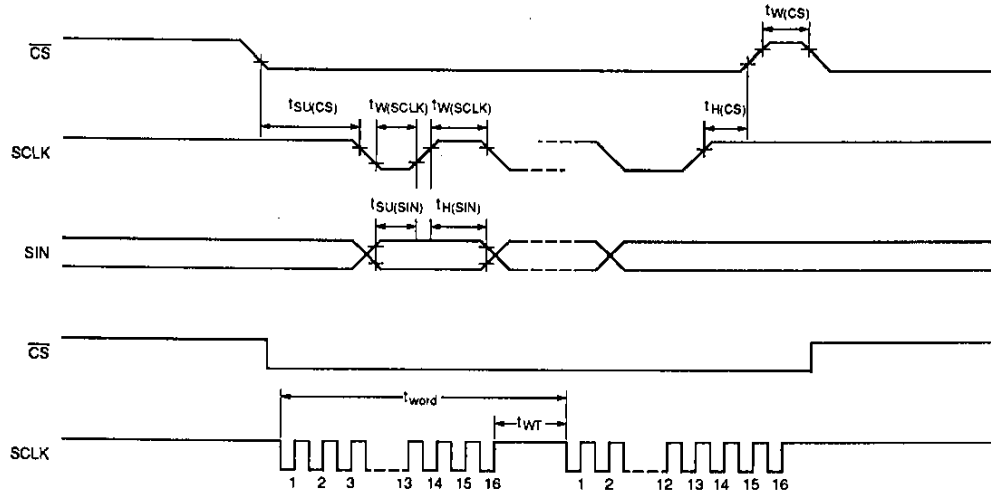 tW(CS)
CS
tSU(CS) tW(SCLK) tW(SCLK) tH(CS)
SCLK
tSU(SIN) tH(SIN)
SIN
CS
tword
tWT
SCLK
1 2 3 13 14 15 16 1 2 12 13 14 15 16